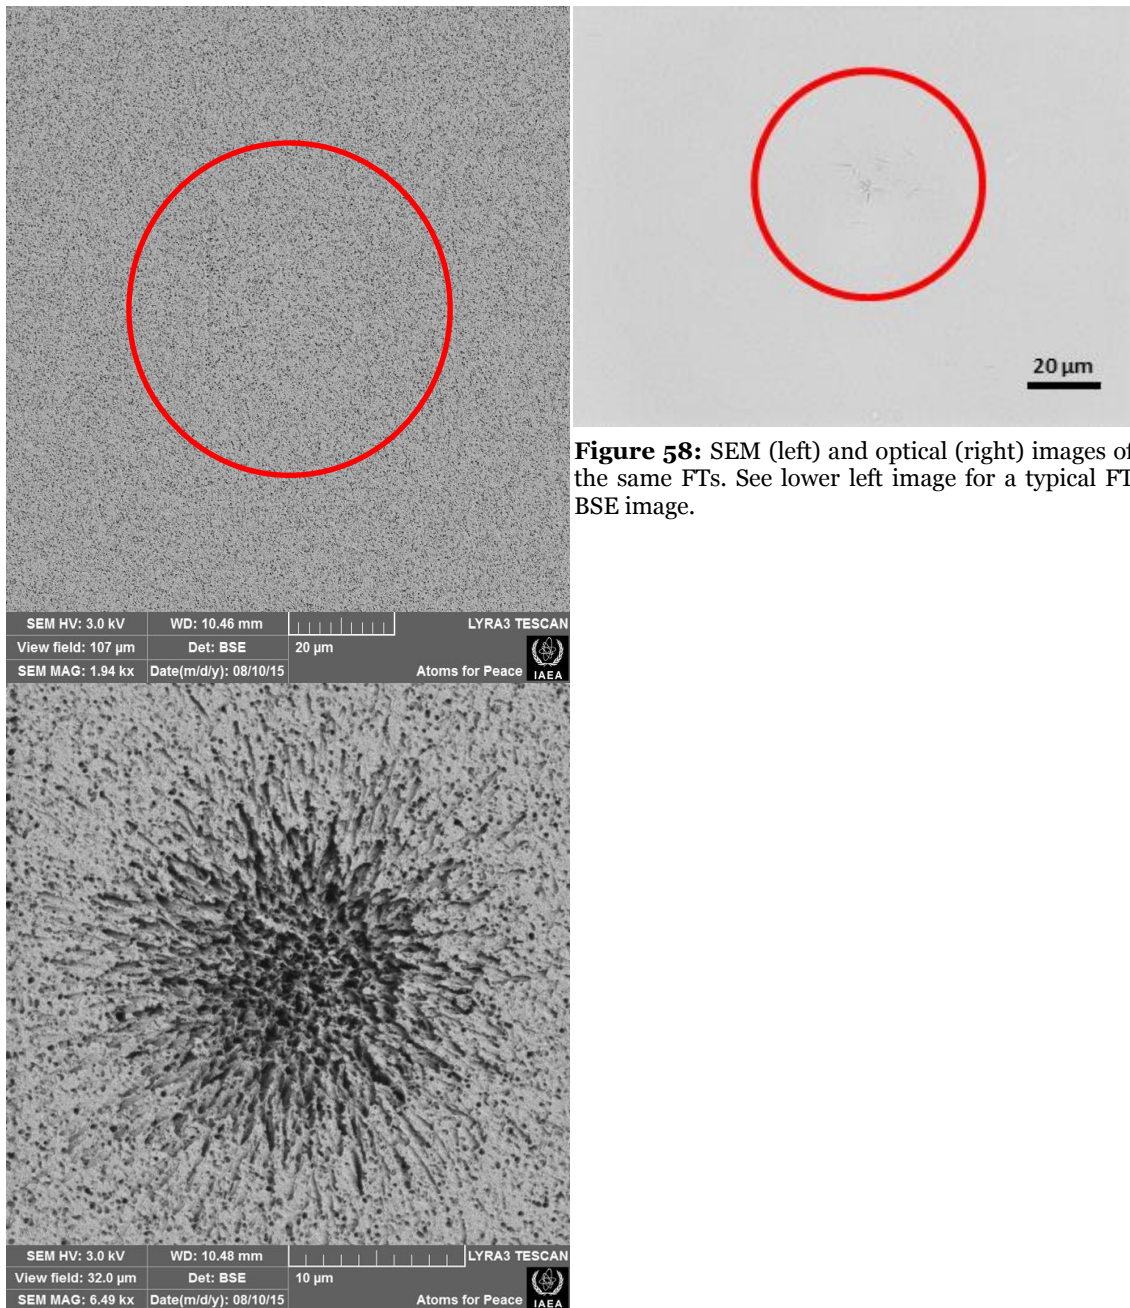 20 µm
Figure 58: SEM (left) and optical (right) images of
the same FTs. See lower left image for a typical FT
BSE image.
SEM HV: 3.0 kV WD: 10.46 mm LYRA3 TESCAN
View field: 107 µm Det: BSE 20 µm
SEM MAG: 1.94 kx Date(m/d/y): 08/10/15 Atoms for Peace IAEA
SEM HV: 3.0 kV WD: 10.48 mm LYRA3 TESCAN
View field: 32.0 µm Det: BSE 10 µm
SEM MAG: 6.49 kx Date(m/d/y): 08/10/15 Atoms for Peace IAEA